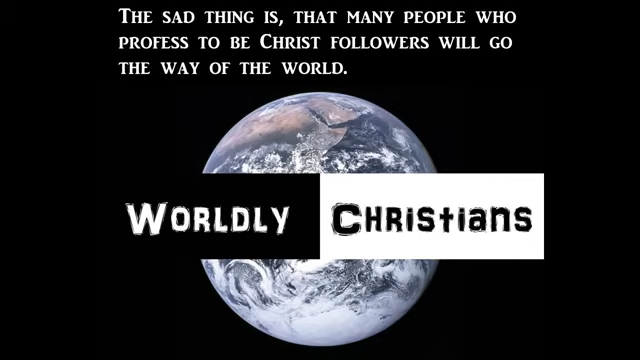 The sad thing is, that many people who
profess to be Christ followers will go
the way of the world.
Worldly Christians